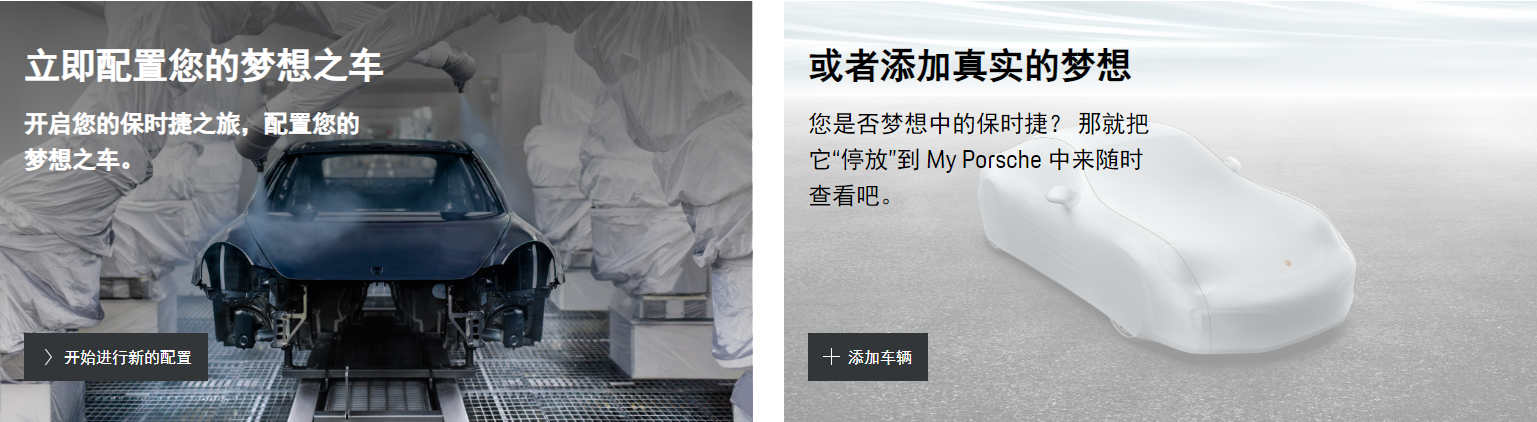 立即配置您的梦想之车
开启您的保时捷之旅，配置您的
梦想之车。
开始进行新的配置
或者添加真实的梦想
您是否梦想中的保时捷？ 那就把
它“停放”到 My Porsche 中来随时
查看吧。
添加车辆